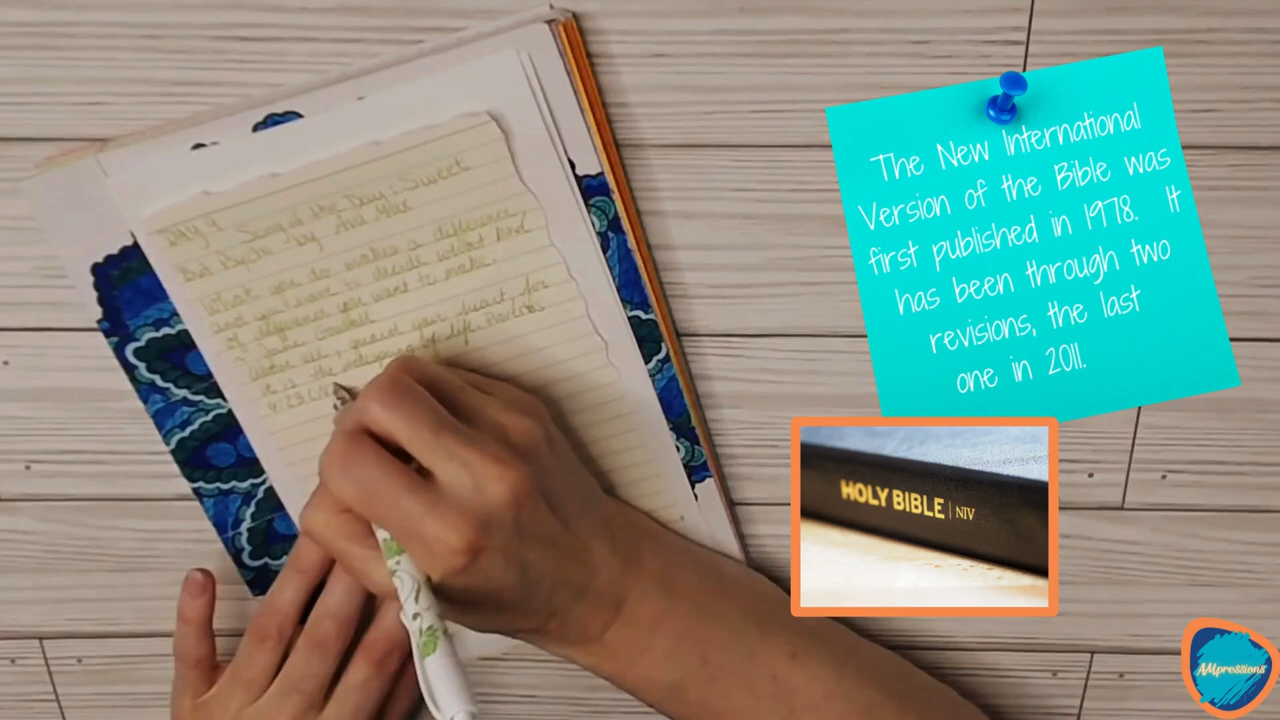 DAY 4 Song of the Day: Sweet
But Psycho by Ava Max
What you do makes a difference,
and you have to decide what kind
of difference you want to make.
Jane Goodall
Above all, guard your heart, for
it is the wellspring of life. Proverbs
4:23
The New International
Version of the Bible was
first published in 1978. It
has been through two
revisions, the last
one in 2011.
HOLY BIBLE | NIV
AMpressions